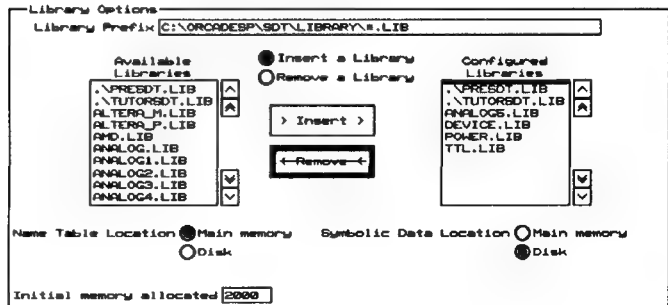 Library Options
Library Prefix C:\ORCADESP\SDT\LIBRARY\*.LIB
Available Libraries
.\PRESDT.LIB
.\TUTORSDT.LIB
ALTERA_M.LIB
ALTERA_P.LIB
AMD.LIB
ANALOG.LIB
ANALOG1.LIB
ANALOG2.LIB
ANALOG3.LIB
ANALOG4.LIB
Insert a Library
Remove a Library
> Insert >
←Remove←
Configured Libraries
.\PRESDT.LIB
.\TUTORSDT.LIB
ANALOG5.LIB
DEVICE.LIB
POWER.LIB
TTL.LIB
Name Table Location Main memory
Disk
Symbolic Data Location Main memory
Disk
Initial memory allocated 2000